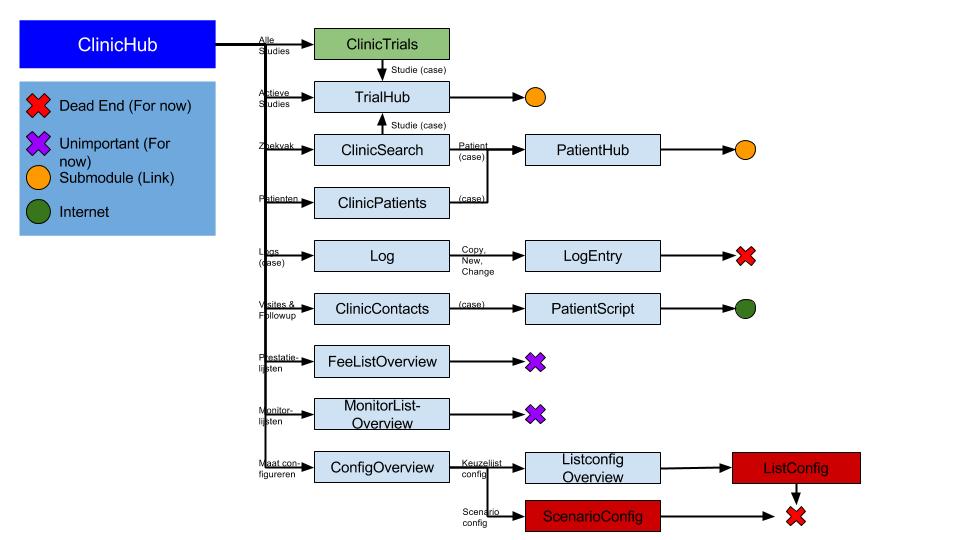 ClinicHub
Dead End (For now)
Unimportant (For
now)
Submodule (Link)
Internet
Alle
Studies
ClinicTrials
Studie (case)
Actieve
Studies
TrialHub
Studie (case)
Zoekvak
ClinicSearch
Patient
(case)
PatientHub
Patienten
ClinicPatients
(case)
Logs
(case)
Log
Copy,
New,
Change
LogEntry
Visites &
Followup
ClinicContacts
(case)
PatientScript
Prestatie-
lijsten
FeeListOverview
Monitor-
lijsten
MonitorList-
Overview
Maat con-
figureren
ConfigOverview
Keuzelijst
config
Listconfig
Overview
ListConfig
Scenario
config
ScenarioConfig